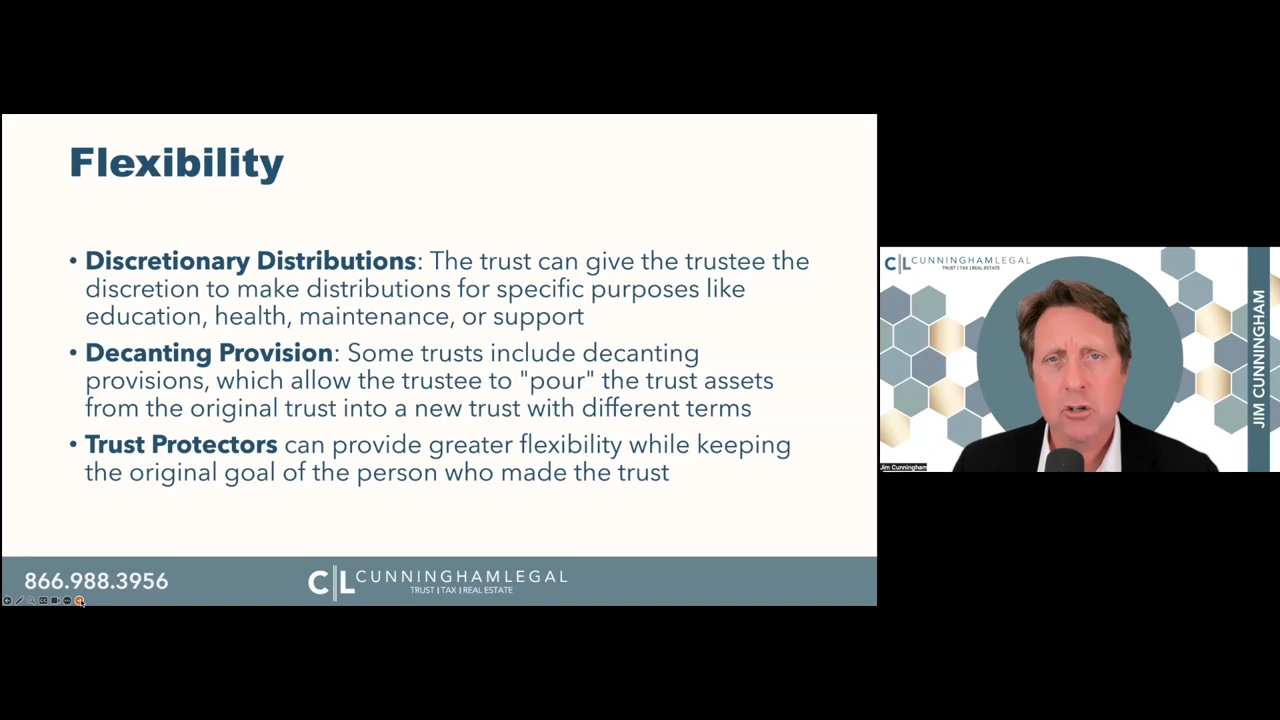 Flexibility
• Discretionary Distributions: The trust can give the trustee the
discretion to make distributions for specific purposes like
education, health, maintenance, or support
• Decanting Provision: Some trusts include decanting
provisions, which allow the trustee to "pour" the trust assets
from the original trust into a new trust with different terms
• Trust Protectors can provide greater flexibility while keeping
the original goal of the person who made the trust
866.988.3956
C|L CUNNINGHAMLEGAL
TRUST | TAX | REAL ESTATE
C|L CUNNINGHAMLEGAL
TRUST | TAX | REAL ESTATE
JIM CUNNINGHAM
Jim Cunningham